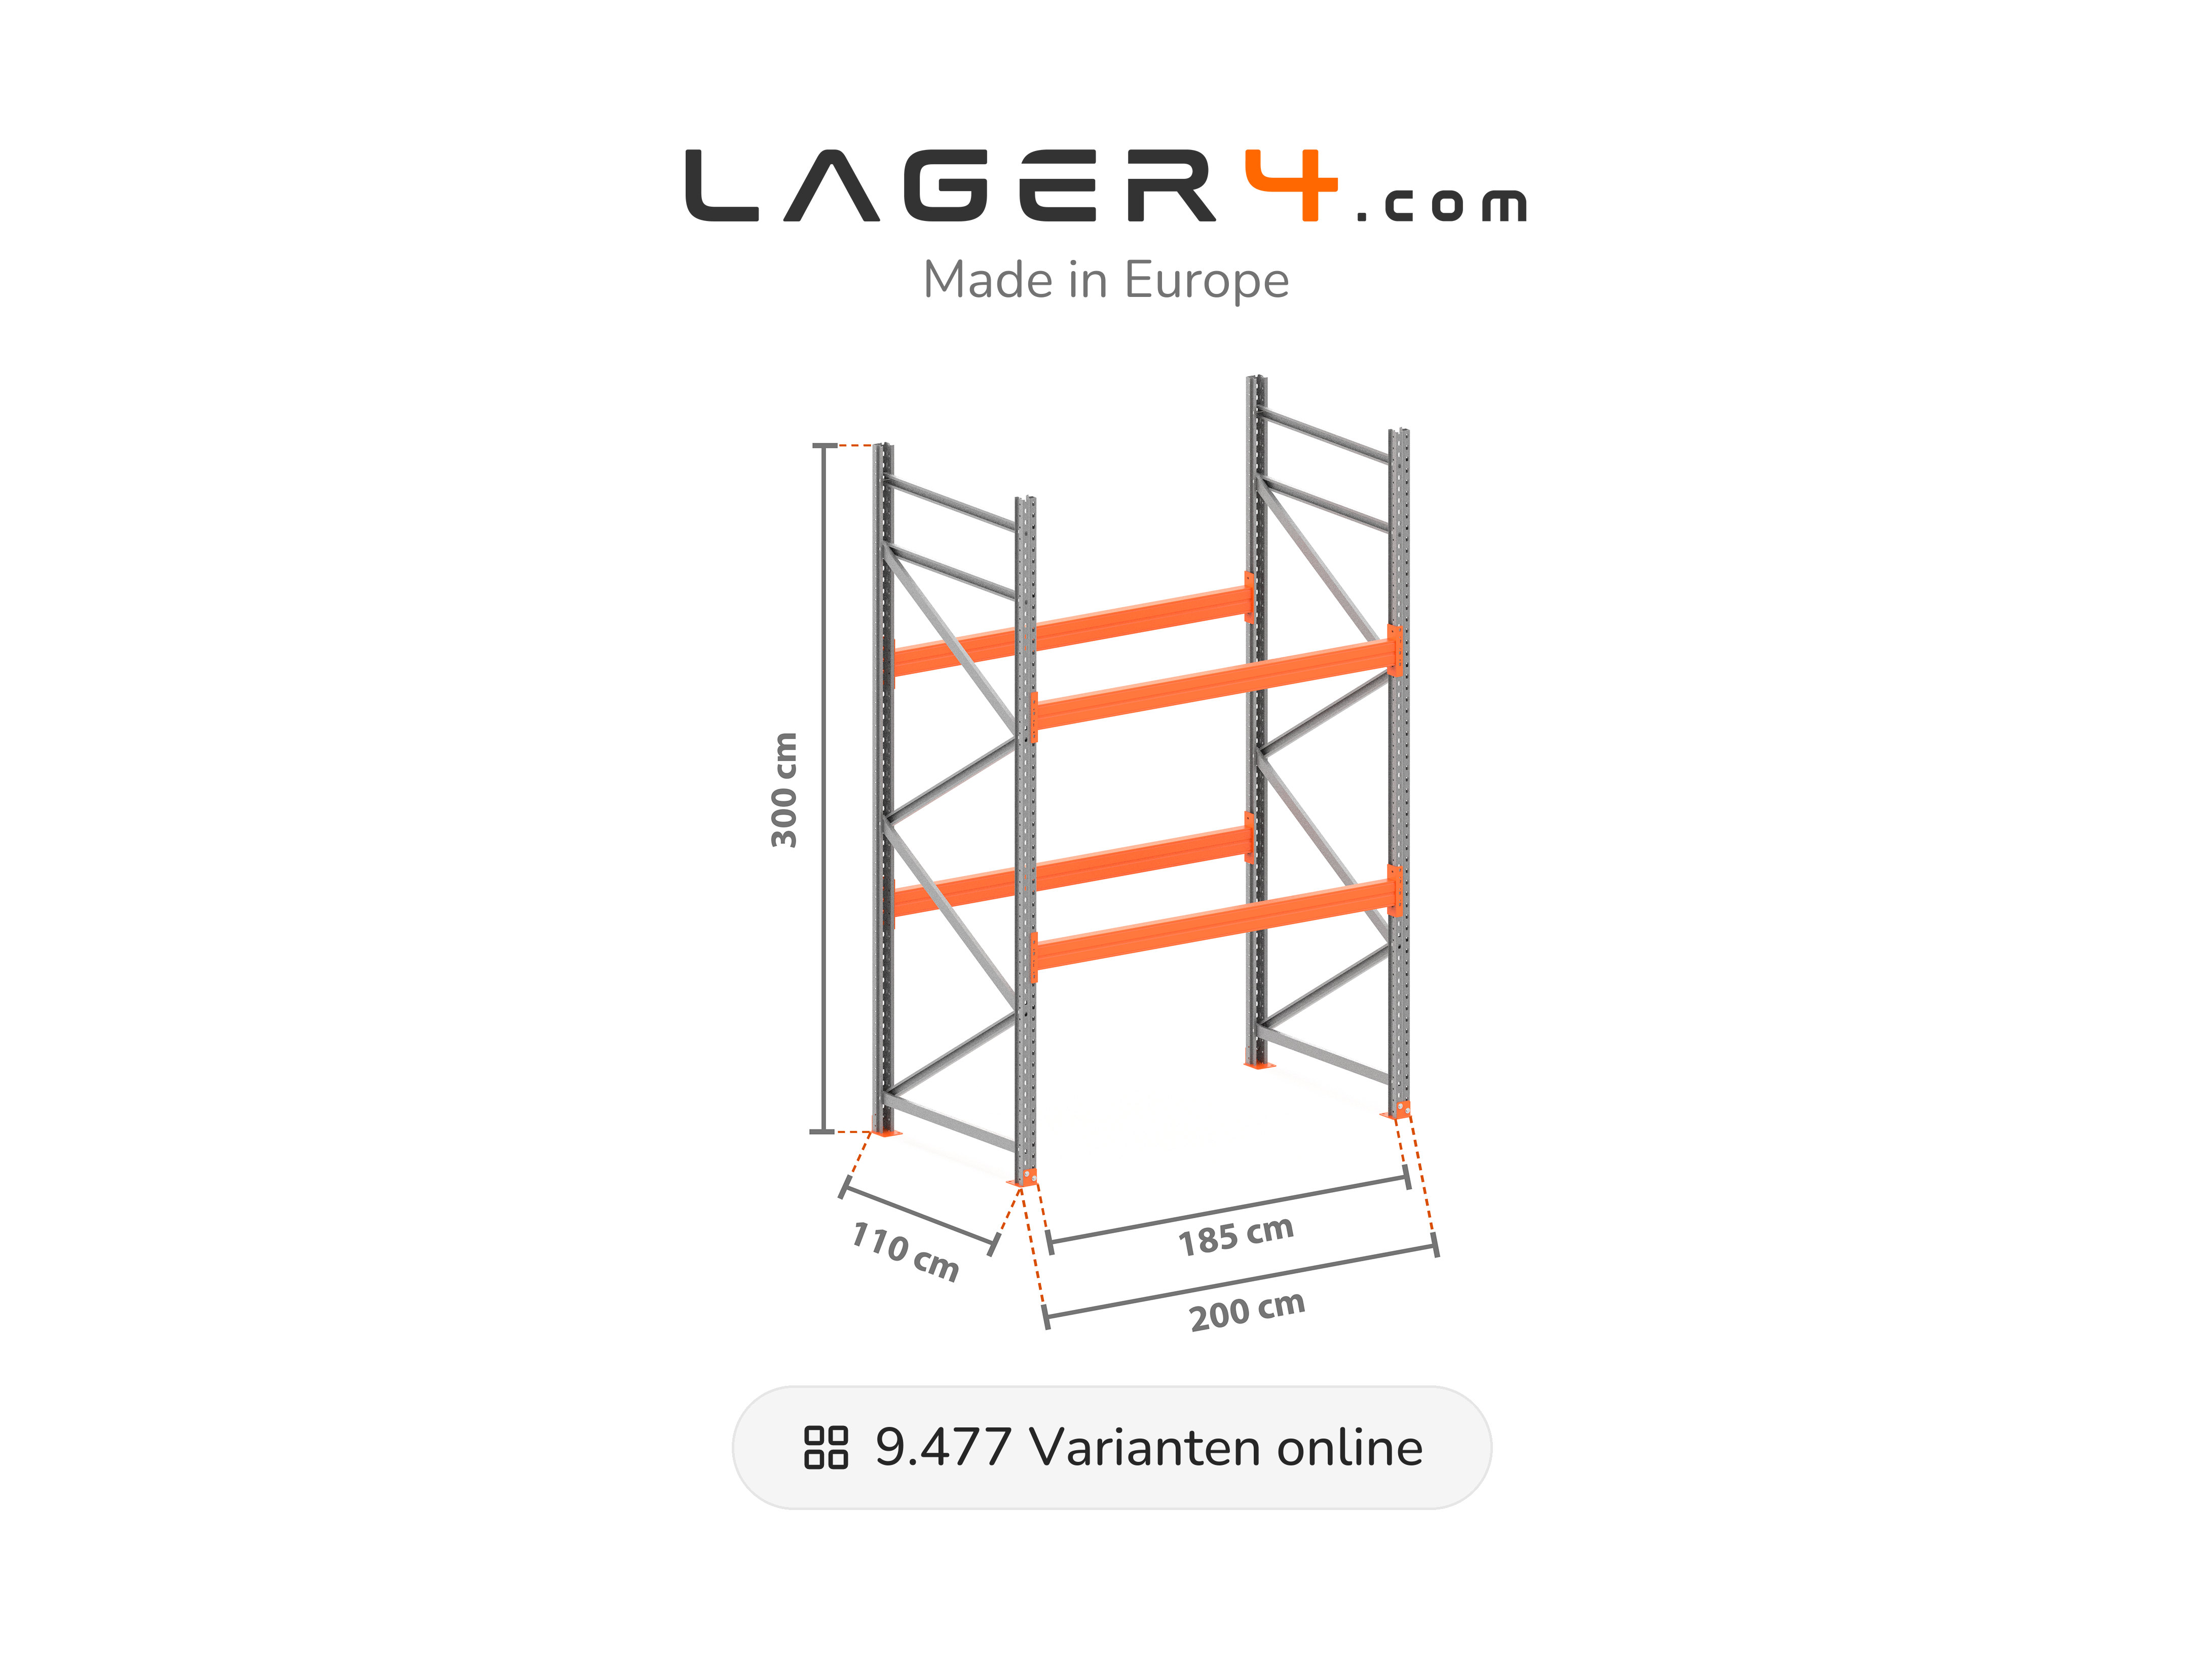 LAGER4.com
Made in Europe
300 cm
110 cm
185 cm
200 cm
9.477 Varianten online